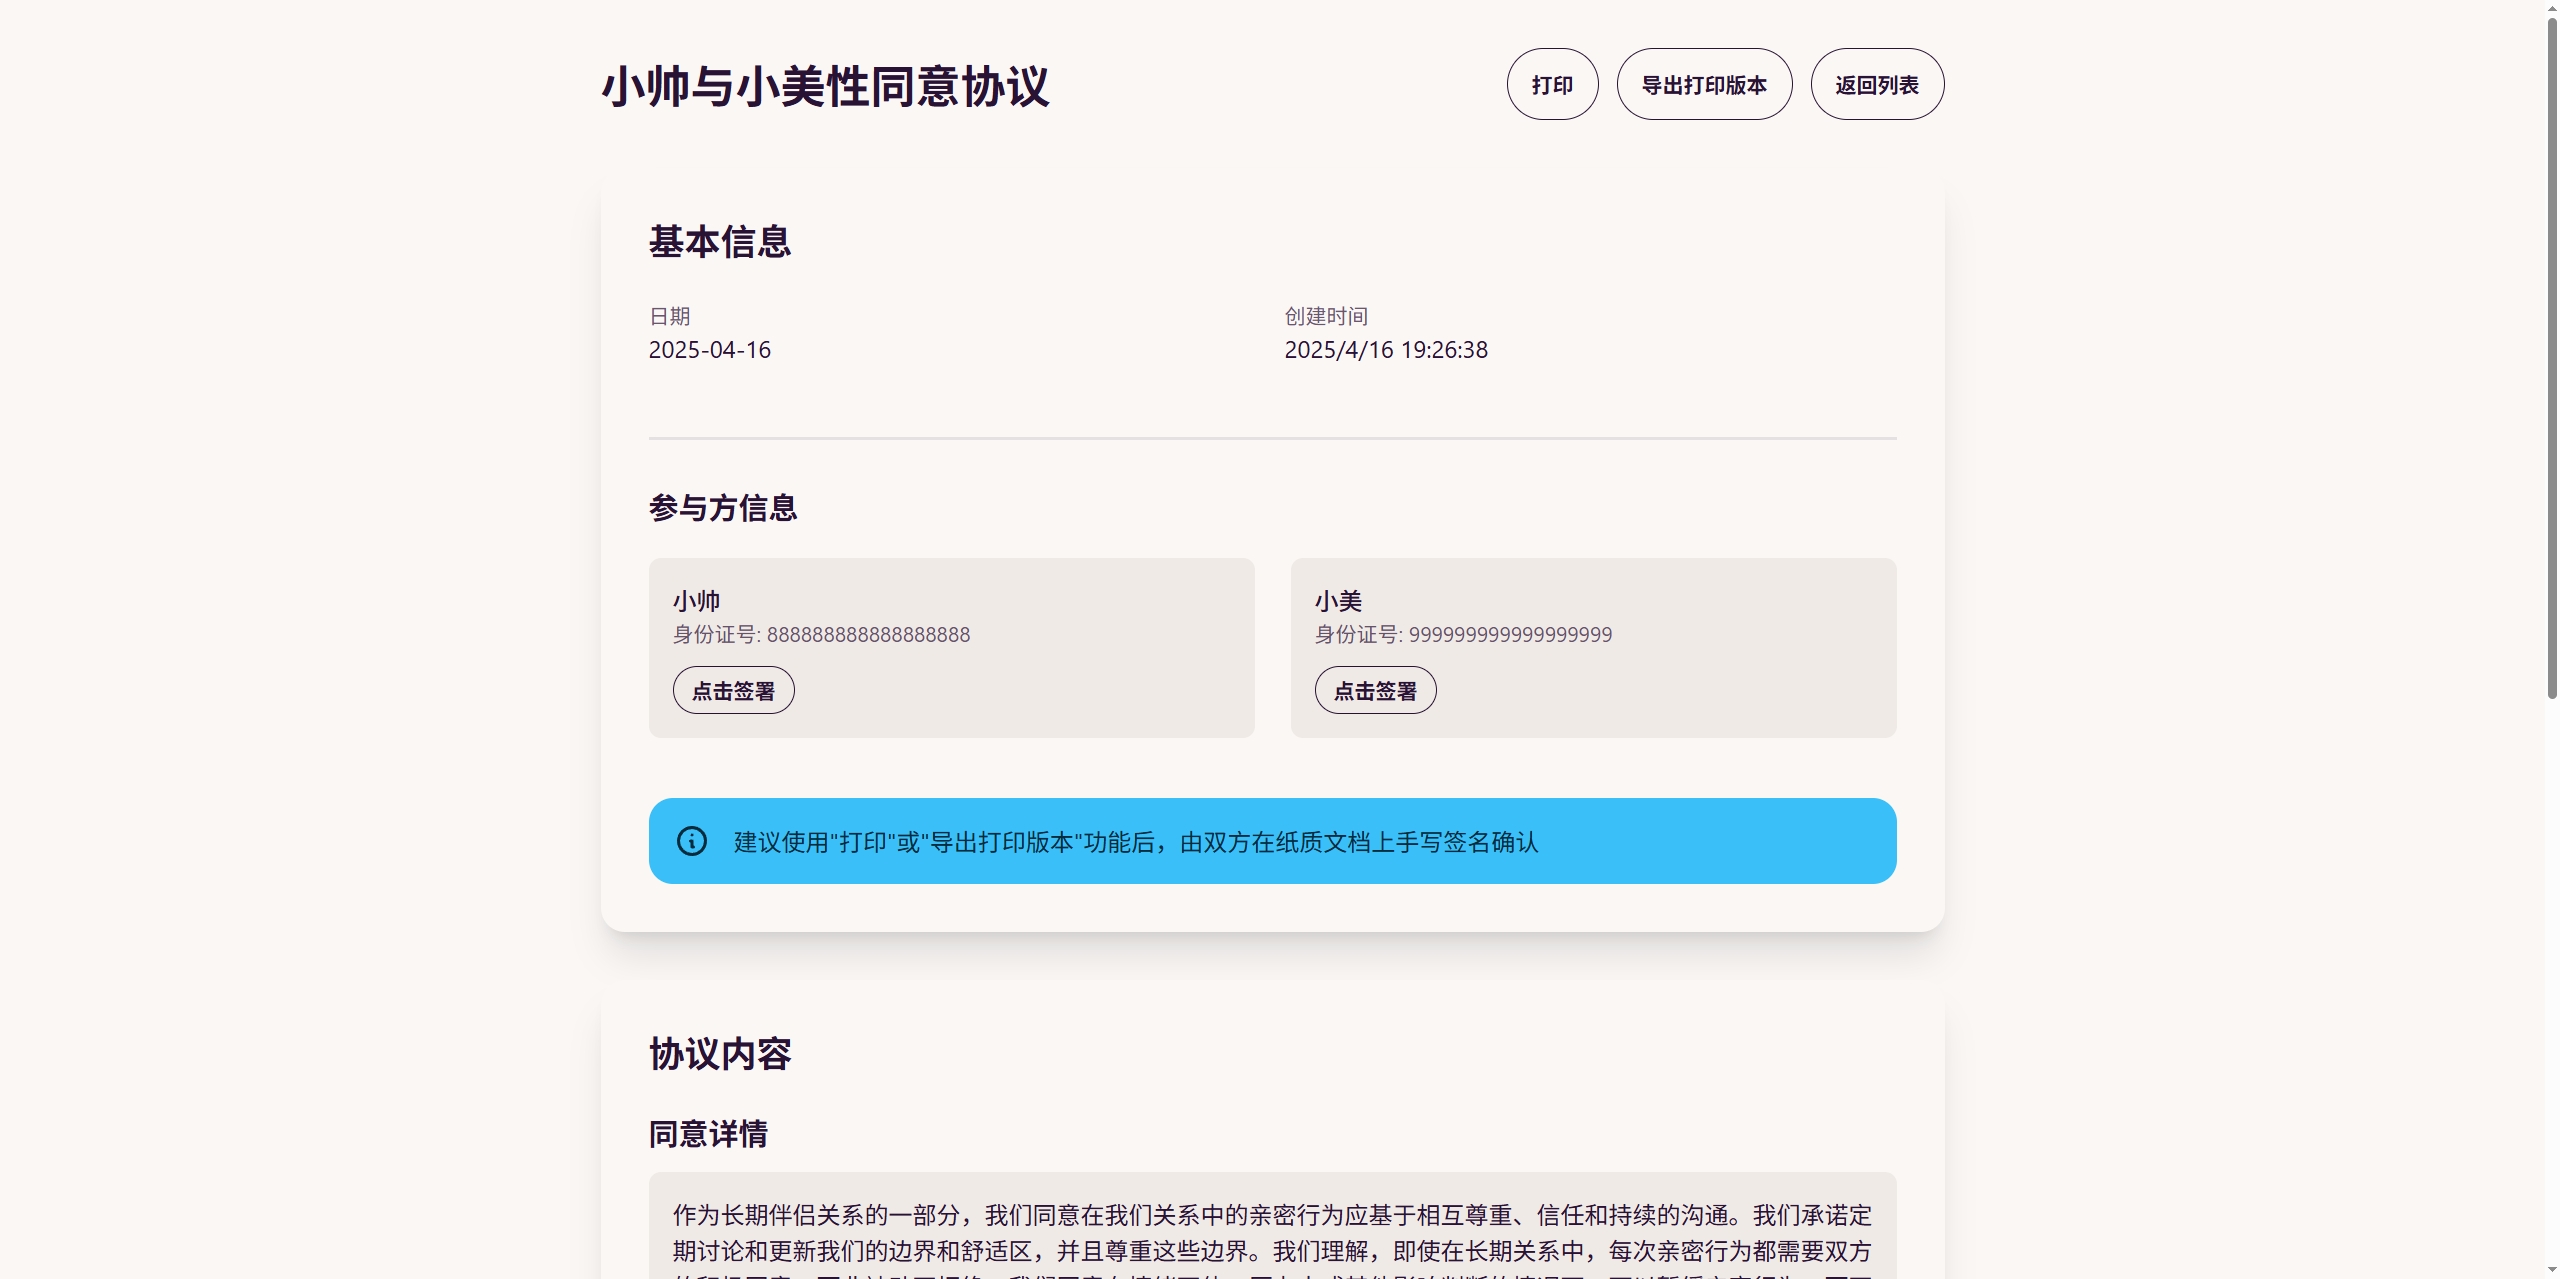 小帅与小美性同意协议
打印
导出打印版本
返回列表
基本信息
日期
2025-04-16
创建时间
2025/4/16 19:26:38
参与方信息
小帅
身份证号: 888888888888888888
点击签署
小美
身份证号: 999999999999999999
点击签署
建议使用"打印"或"导出打印版本"功能后，由双方在纸质文档上手写签名确认
协议内容
同意详情
作为长期伴侣关系的一部分，我们同意在我们关系中的亲密行为应基于相互尊重、信任和持续的沟通。我们承诺定
期讨论和更新我们的边界和舒适区，并且尊重这些边界。我们理解，即使在长期关系中，每次亲密行为都需要双方